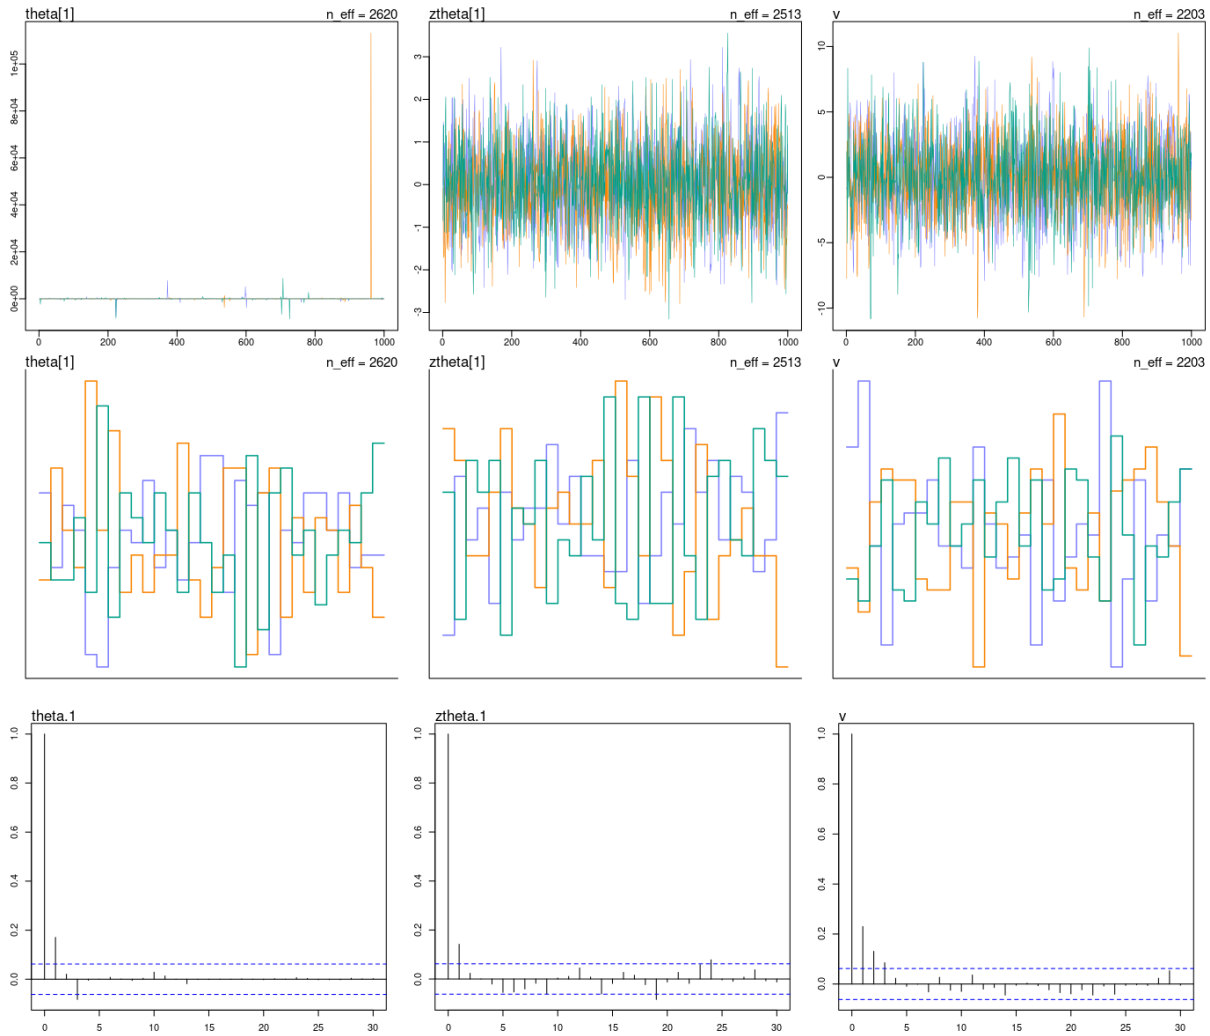 theta[1] n_eff = 2620 ztheta[1] n_eff = 2513 v n_eff = 2203
1e+05
8e+04
6e+04
4e+04
2e+04
0e+00
0 200 400 600 800 1000
3
2
1
0
-1
-2
-3
0 200 400 600 800 1000
10
5
0
-5
-10
0 200 400 600 800 1000
theta[1] n_eff = 2620 ztheta[1] n_eff = 2513 v n_eff = 2203
theta.1
1.0
0.8
0.6
0.4
0.2
0.0
0 5 10 15 20 25 30
ztheta.1
1.0
0.8
0.6
0.4
0.2
0.0
0 5 10 15 20 25 30
v
1.0
0.8
0.6
0.4
0.2
0.0
0 5 10 15 20 25 30